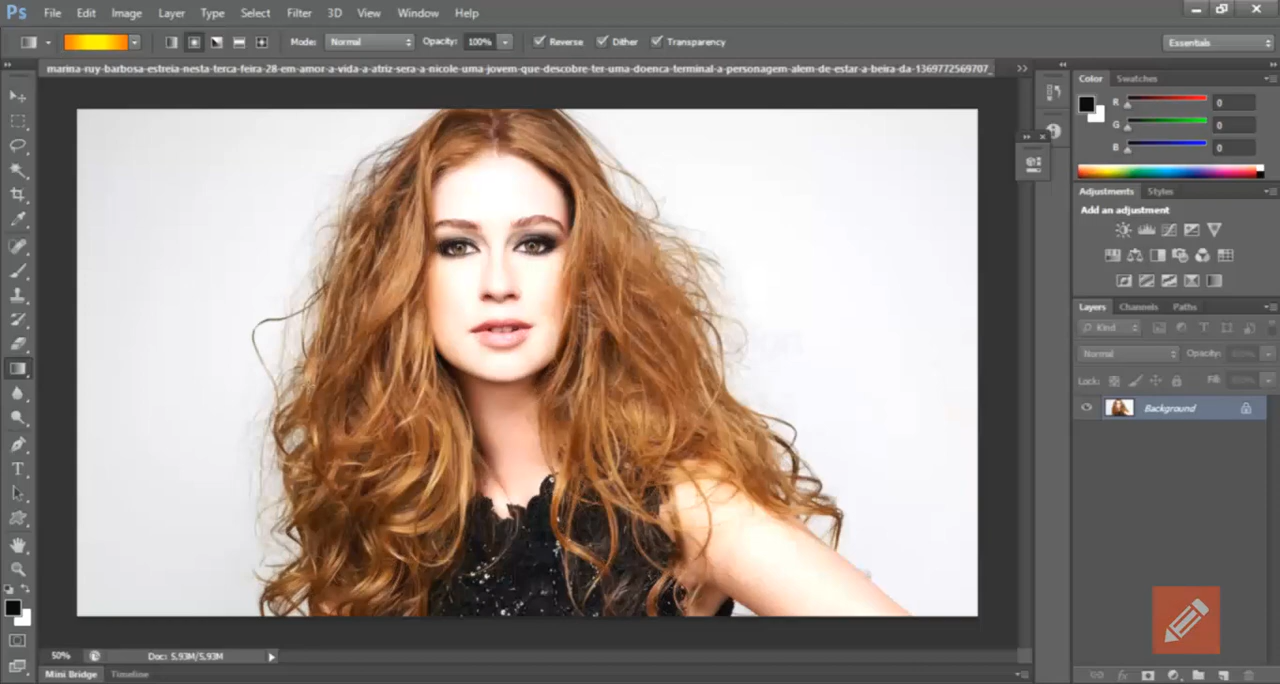 Ps File Edit Image Layer Type Select Filter 3D View Window Help
Mode: Normal Opacity: 100% Reverse Dither Transparency Essentials
marina-ruy-barbosa-estreia-nesta-terca-feira-28-em-amor-a-vida-a-atriz-sera-a-nicole-uma-jovem-que-descobre-ter-uma-doenca-terminal-a-personagem-alem-de-estar-a-beira-da-1369772569707_
Color Swatches
R 0
G 0
B 0
Adjustments Styles
Add an adjustment
Layers Channels Paths
Kind
Normal Opacity:
Lock: Fill:
Background
50% Doc: 5.93M/5.93M
Mini Bridge Timeline